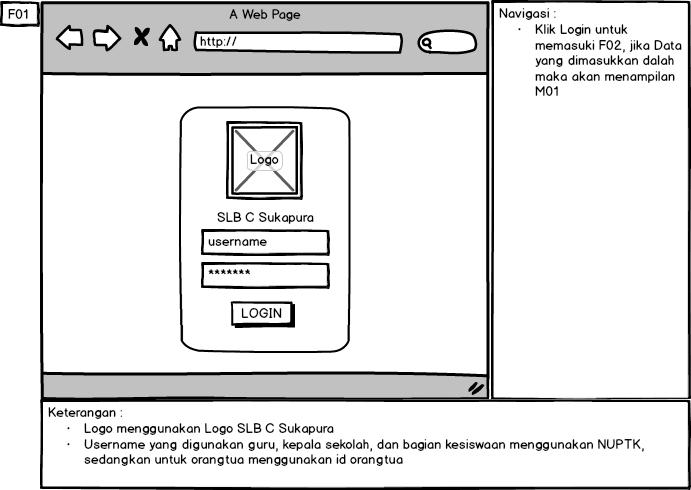 F01
A Web Page
http://
Logo
SLB C Sukapura
username
*******
LOGIN
Navigasi :
· Klik Login untuk
memasuki F02, jika Data
yang dimasukkan dalah
maka akan menampilan
M01
Keterangan :
· Logo menggunakan Logo SLB C Sukapura
· Username yang digunakan guru, kepala sekolah, dan bagian kesiswaan menggunakan NUPTK,
sedangkan untuk orangtua menggunakan id orangtua